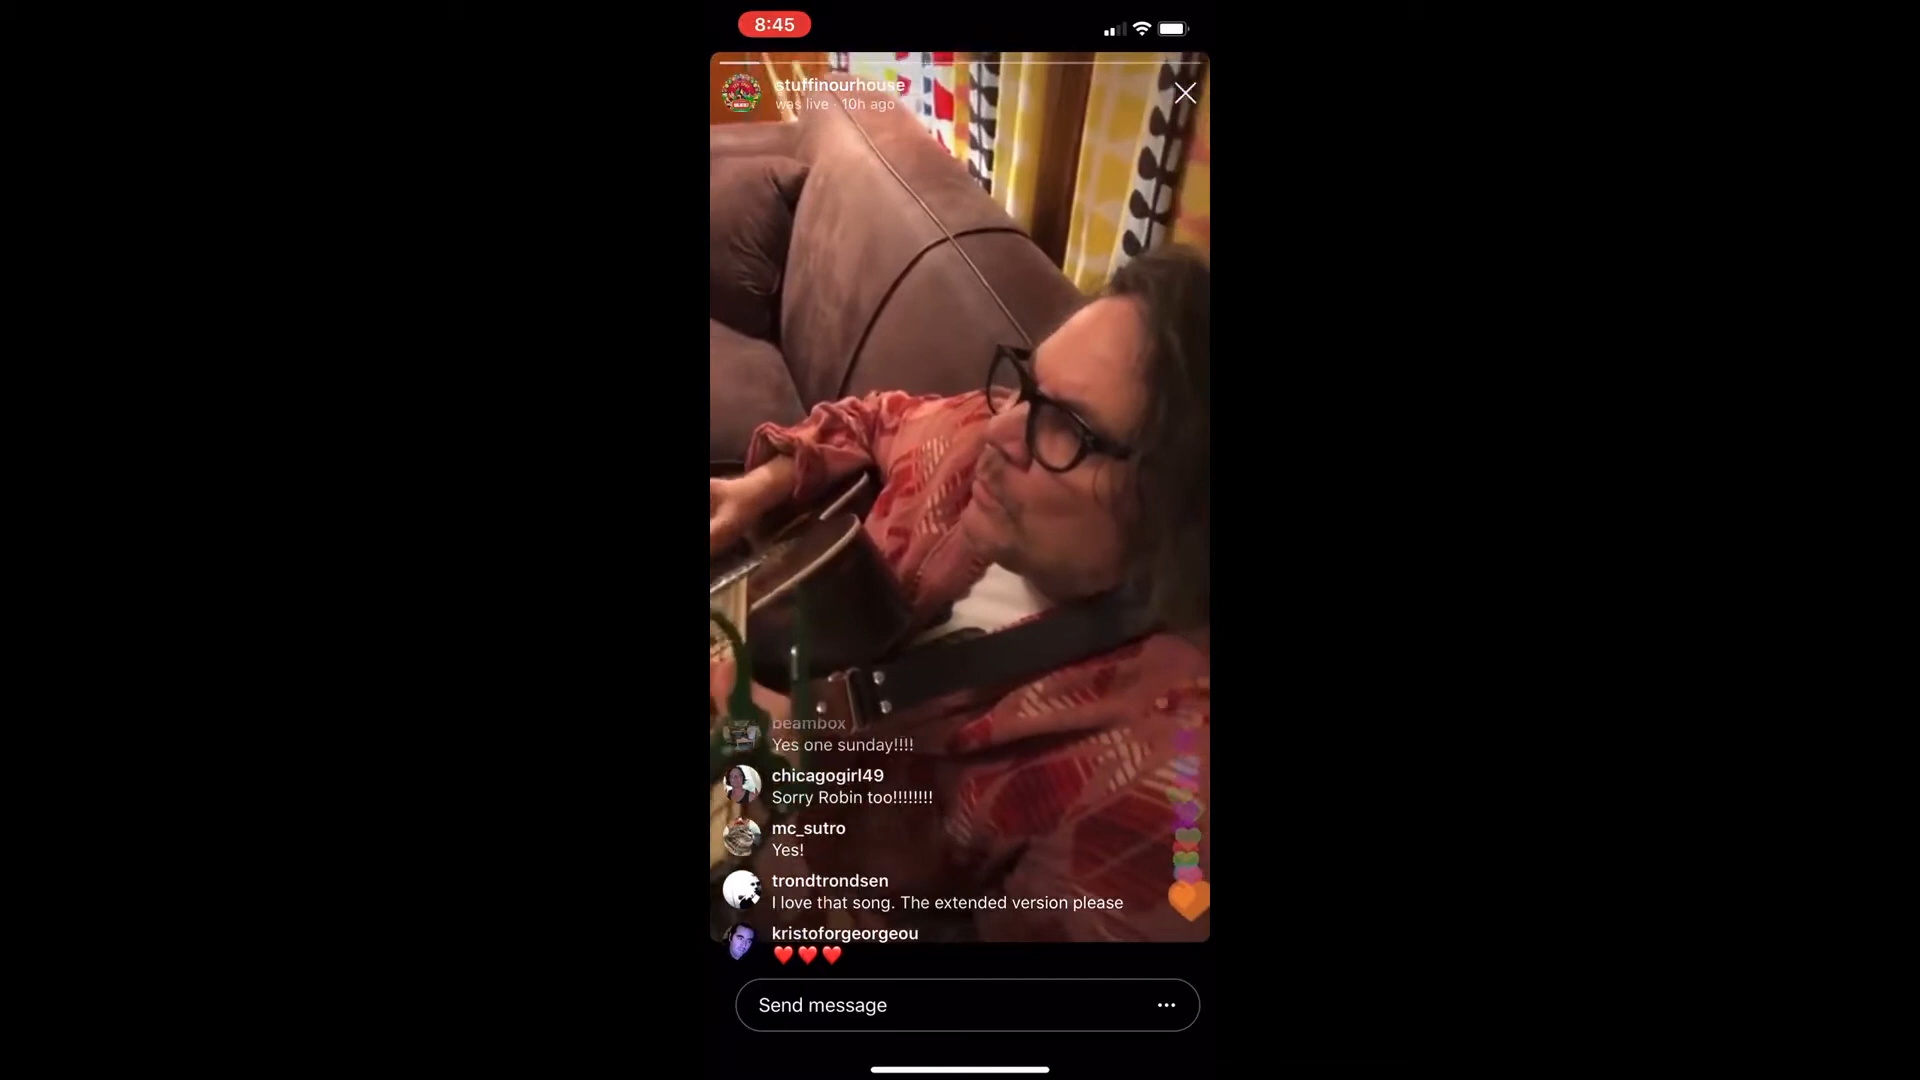 8:45
stuffinourhouse
was live · 10h ago
beambox
Yes one sunday!!!!
chicagogirl49
Sorry Robin too!!!!!!!!
mc_sutro
Yes!
trondtrondsen
I love that song. The extended version please
kristoforgeorgeou
❤️❤️❤️
Send message